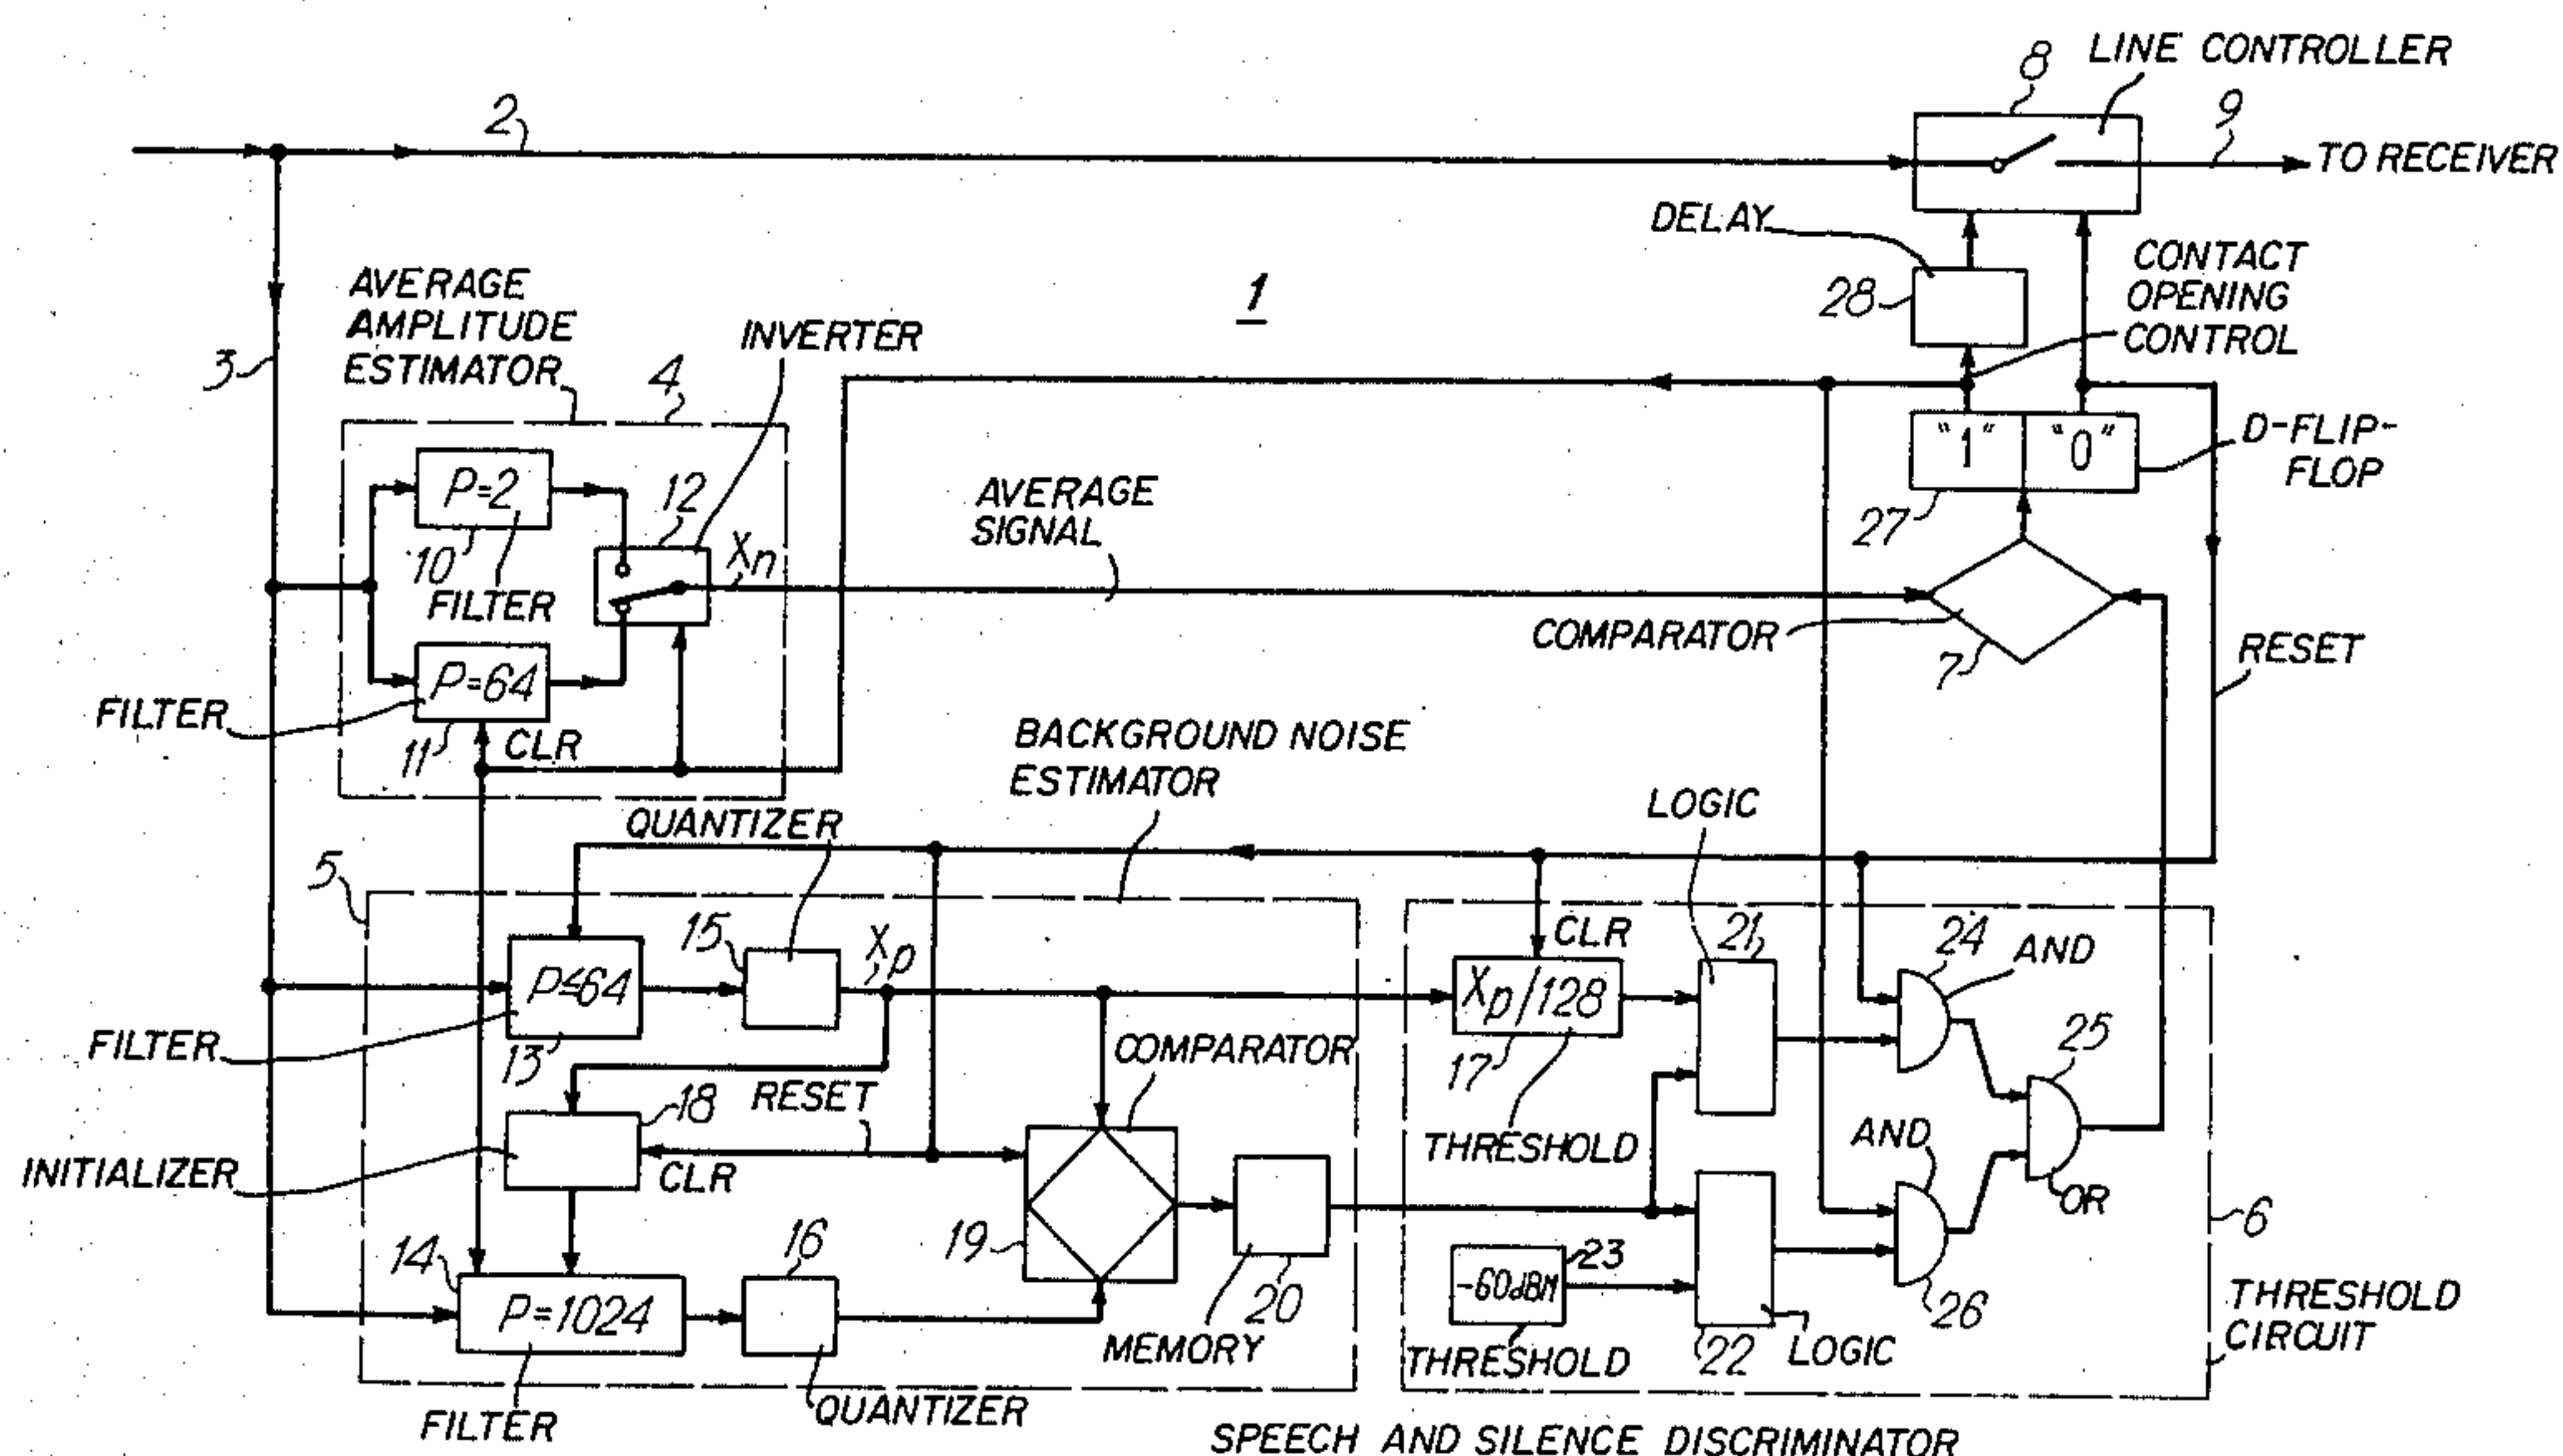 LINE CONTROLLER
8
2
9
TO RECEIVER
DELAY
CONTACT
OPENING
CONTROL
28
1
AVERAGE
AMPLITUDE
ESTIMATOR
INVERTER
3
4
"1"
"0"
D-FLIP-
FLOP
27
P=2
10
FILTER
12
Xn
AVERAGE
SIGNAL
COMPARATOR
7
RESET
P=64
FILTER
11
CLR
BACKGROUND NOISE
ESTIMATOR
QUANTIZER
LOGIC
5
P≤64
FILTER
13
15
Xp
CLR
Xp/128
17
THRESHOLD
21
24
AND
25
OR
COMPARATOR
RESET
18
INITIALIZER
CLR
19
20
MEMORY
AND
26
6
THRESHOLD
CIRCUIT
14
P=1024
FILTER
16
QUANTIZER
-60dBM
23
THRESHOLD
22
LOGIC
SPEECH AND SILENCE DISCRIMINATOR